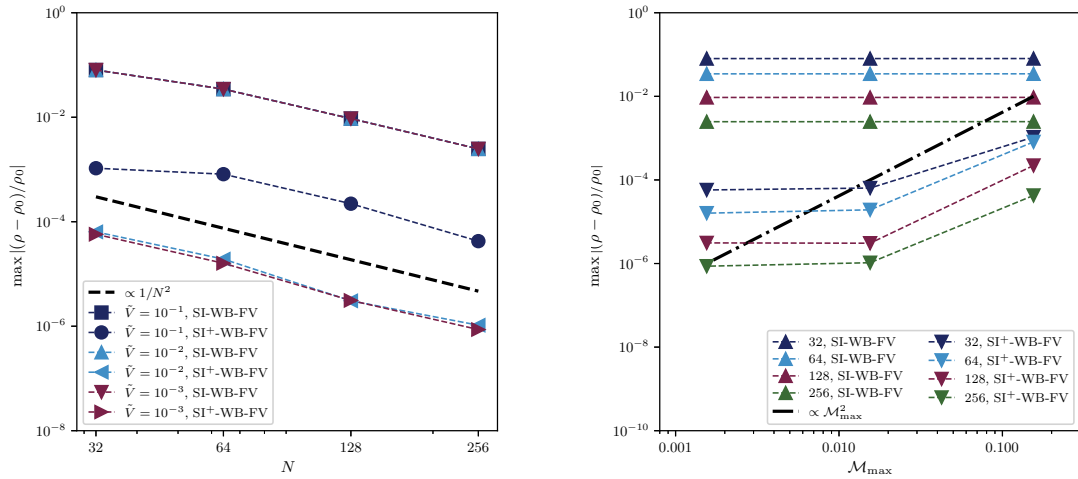 10^0
10^−2
10^−4
10^−6
10^−8
max |(ρ − ρ_0)/ρ_0|
∝ 1/N^2
Ṽ = 10^−1, SI-WB-FV
Ṽ = 10^−1, SI^+-WB-FV
Ṽ = 10^−2, SI-WB-FV
Ṽ = 10^−2, SI^+-WB-FV
Ṽ = 10^−3, SI-WB-FV
Ṽ = 10^−3, SI^+-WB-FV
32 64 128 256
N
10^0
10^−2
10^−4
10^−6
10^−8
10^−10
max |(ρ − ρ_0)/ρ_0|
32, SI-WB-FV
64, SI-WB-FV
128, SI-WB-FV
256, SI-WB-FV
∝ M^2_max
32, SI^+-WB-FV
64, SI^+-WB-FV
128, SI^+-WB-FV
256, SI^+-WB-FV
0.001 0.010 0.100
M_max